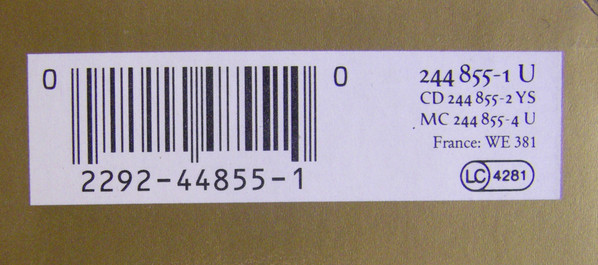 0 0
2292-44855-1
244 855-1 U
CD 244 855-2 YS
MC 244 855-4 U
France: WE 381
LC 4281